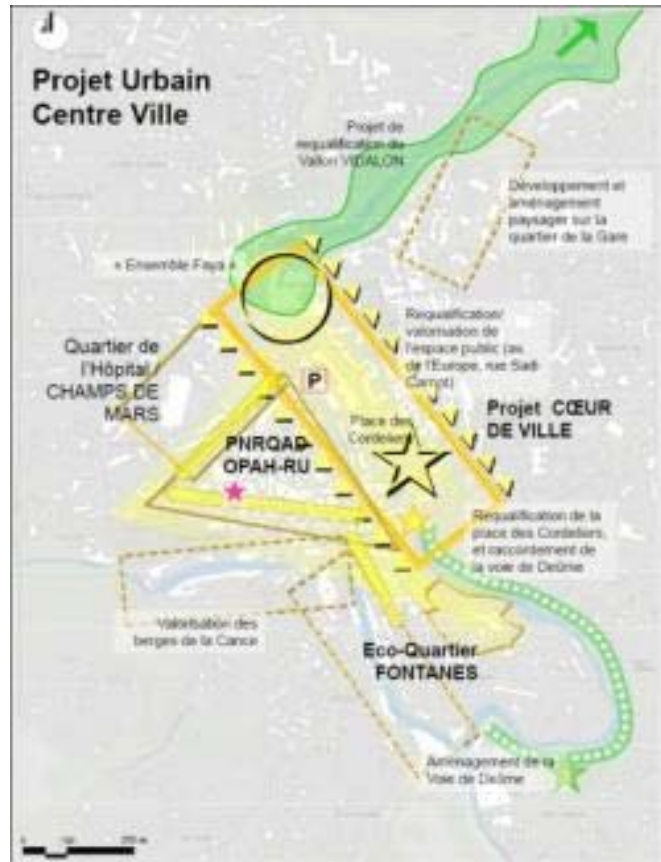 Projet Urbain
Centre Ville
Projet de
requalification du
Vallon VIDALON
Développement et
aménagement
paysager sur la
quartier de la Gare
« Ensemble Faya »
Requalification/
valorisation de
l'espace public (av.
de l'Europe, rue Sadi
Carnot)
Quartier de
l'Hôpital /
CHAMPS DE
MARS
P
Projet CŒUR
DE VILLE
Place des
Cordeliers
PNRQAD
OPAH-RU
Requalification de la
place des Cordeliers,
et raccordement de
la voie de Deûme
Valorisation des
berges de la Cance
Eco-Quartier
FONTANES
Aménagement de la
Voie de Deûme
0